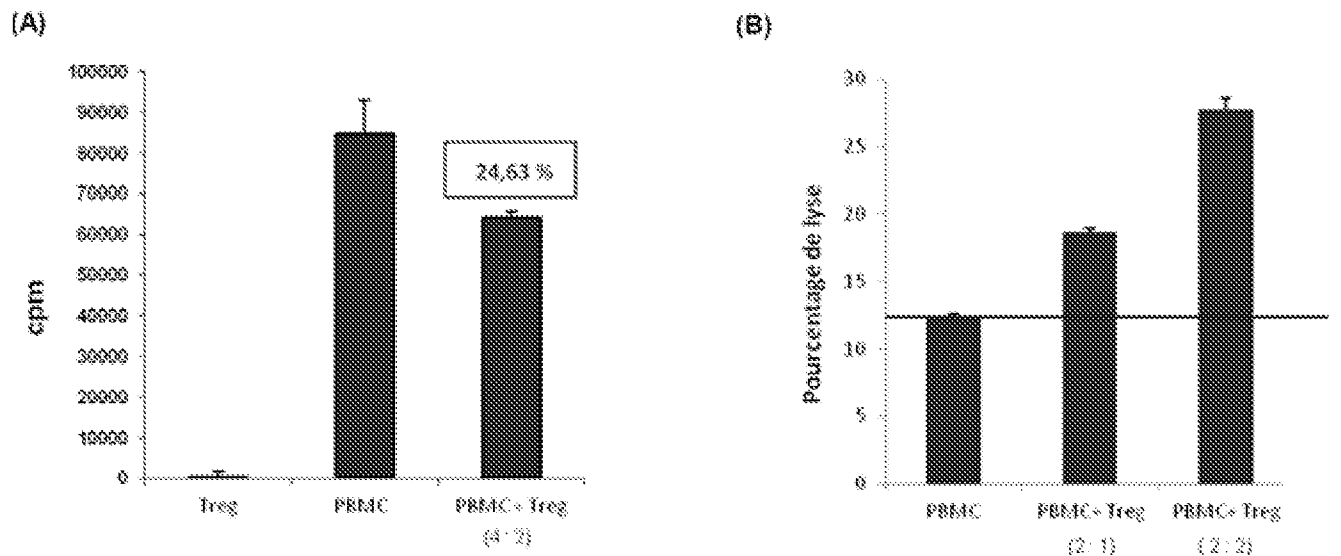 (A)
100000
90000
80000
70000
60000
50000
40000
30000
20000
10000
0
cpm
24,63 %
Treg
PBMC
PBMC+ Treg
(4 : 2)
(B)
30
25
20
15
10
5
0
Pourcentage de lyse
PBMC
PBMC+ Treg
(2 : 1)
PBMC+ Treg
( 2 : 2)